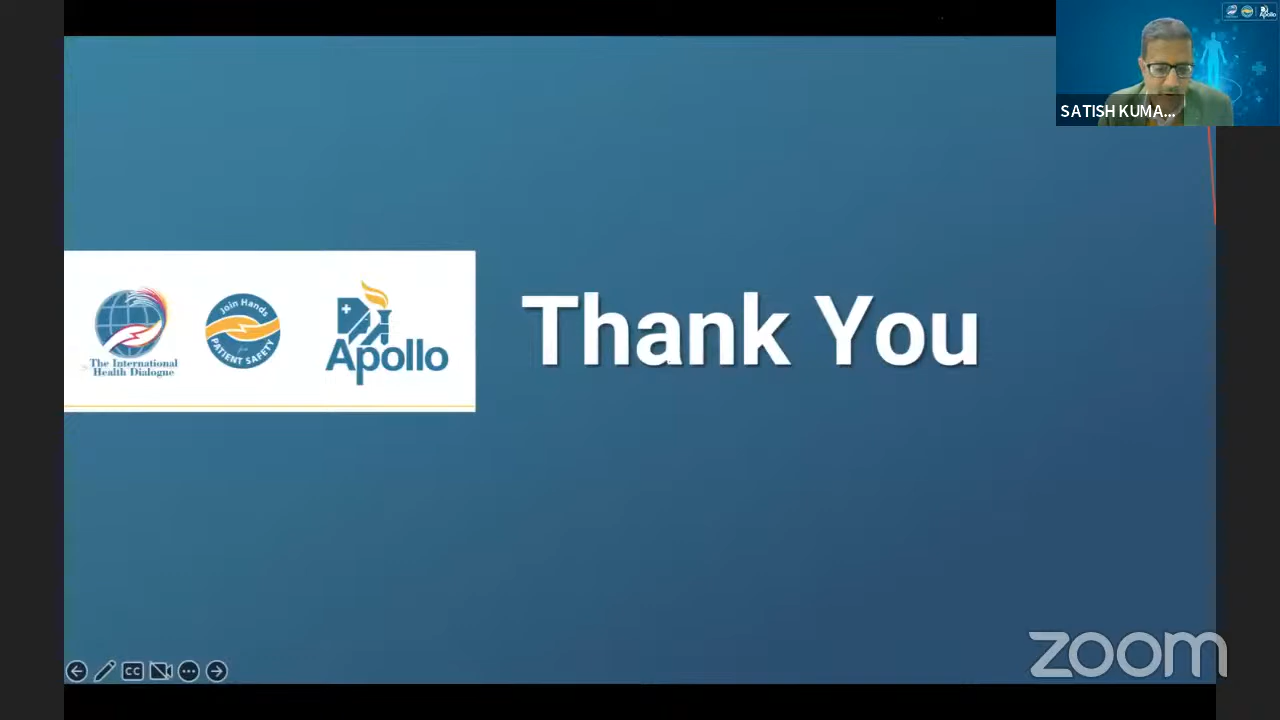 SATISH KUMA...
The International
Health Dialogue
Join Hands
for
PATIENT SAFETY
Apollo
Thank You
CC
zoom